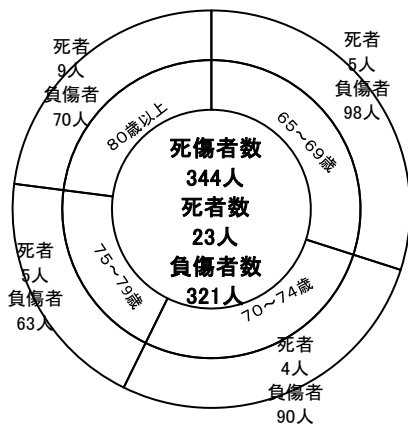 死者
9人
負傷者
70人
80歳以上
死者
5人
負傷者
98人
65～69歳
死傷者数
344人
死者数
23人
負傷者数
321人
死者
5人
負傷者
63人
75～79歳
70～74歳
死者
4人
負傷者
90人